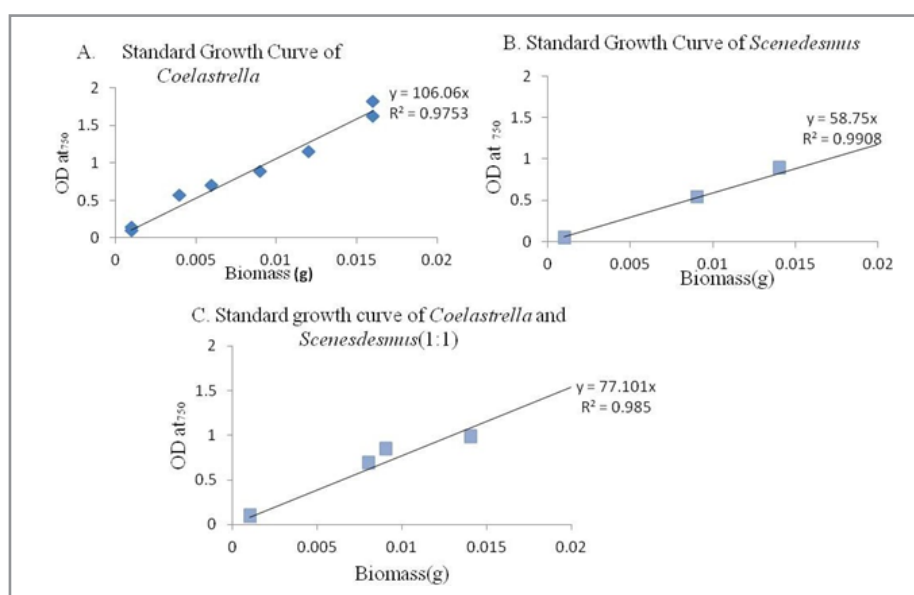 A. Standard Growth Curve of
Coelastrella
2
1.5
1
0.5
0
OD at750
y = 106.06x
R² = 0.9753
0 0.005 0.01 0.015 0.02
Biomass (g)
B. Standard Growth Curve of Scenedesmus
2
1.5
1
0.5
0
OD at 750
y = 58.75x
R² = 0.9908
0 0.005 0.01 0.015 0.02
Biomass(g)
C. Standard growth curve of Coelastrella and
Scenesdesmus(1:1)
2
1.5
1
0.5
0
OD at750
y = 77.101x
R² = 0.985
0 0.005 0.01 0.015 0.02
Biomass(g)